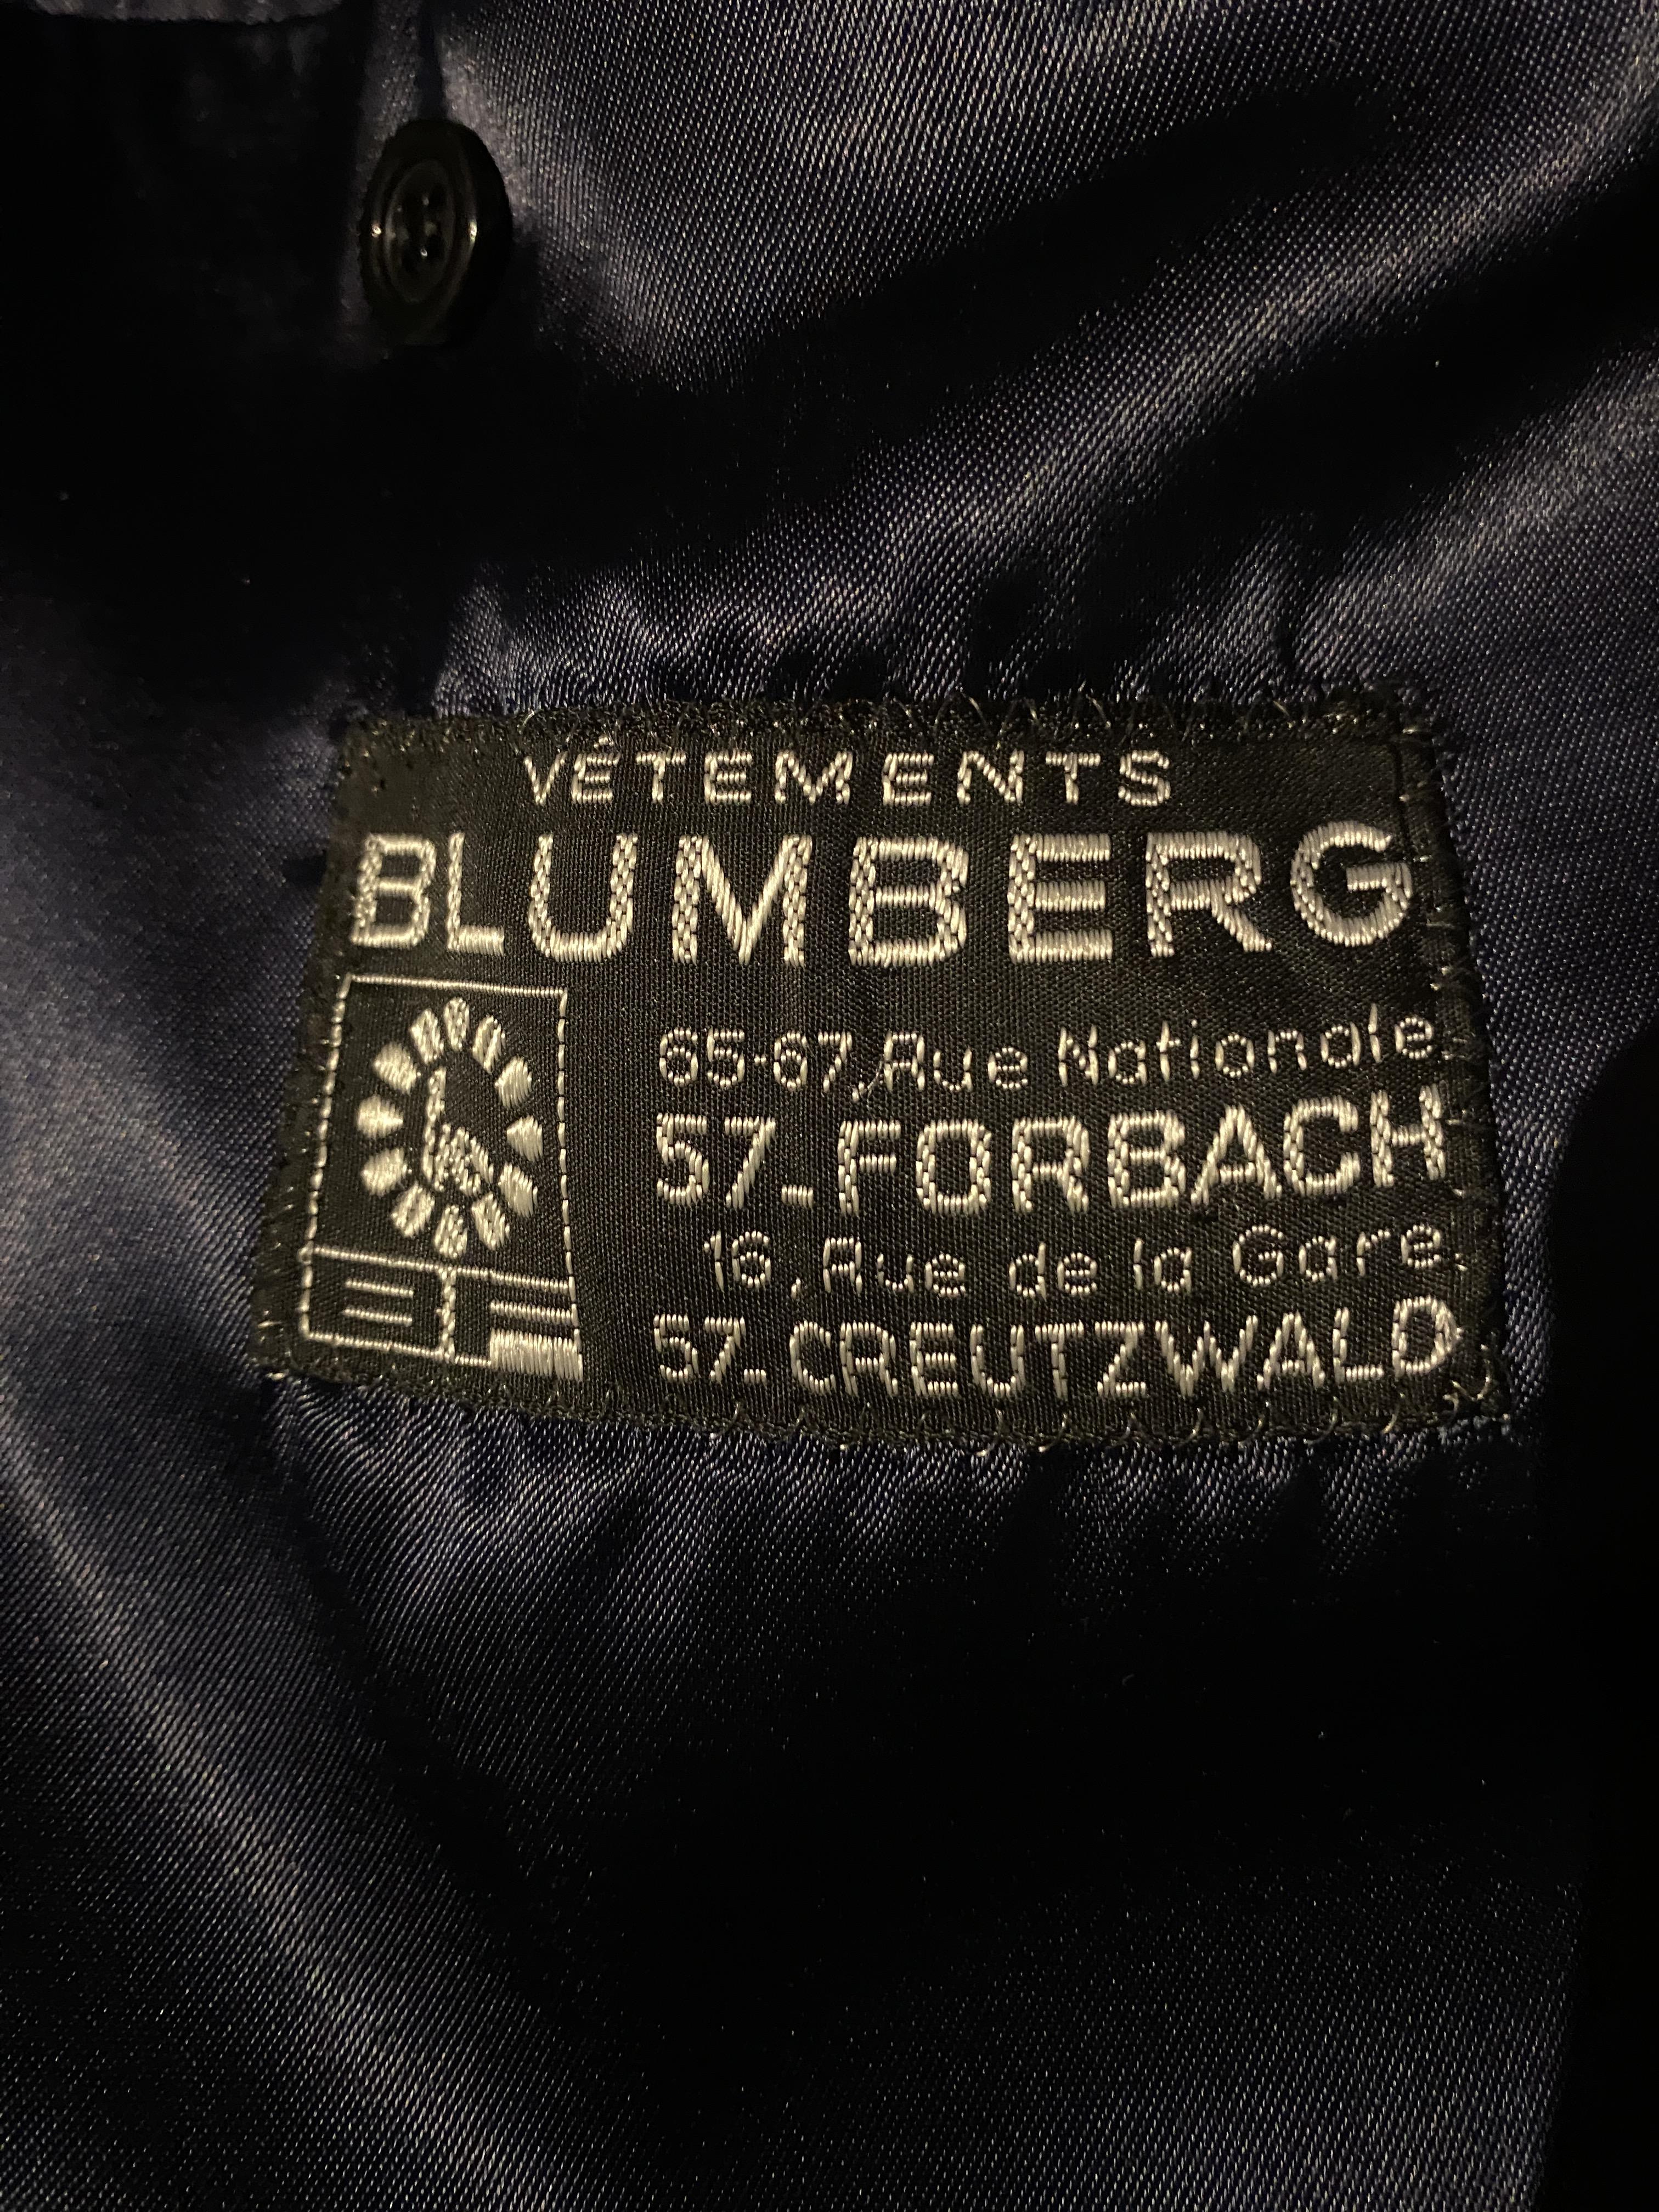 VÊTEMENTS
BLUMBERG
65-67, Rue Nationale
57-FORBACH
16, Rue de la Gare
57-CREUTZWALD